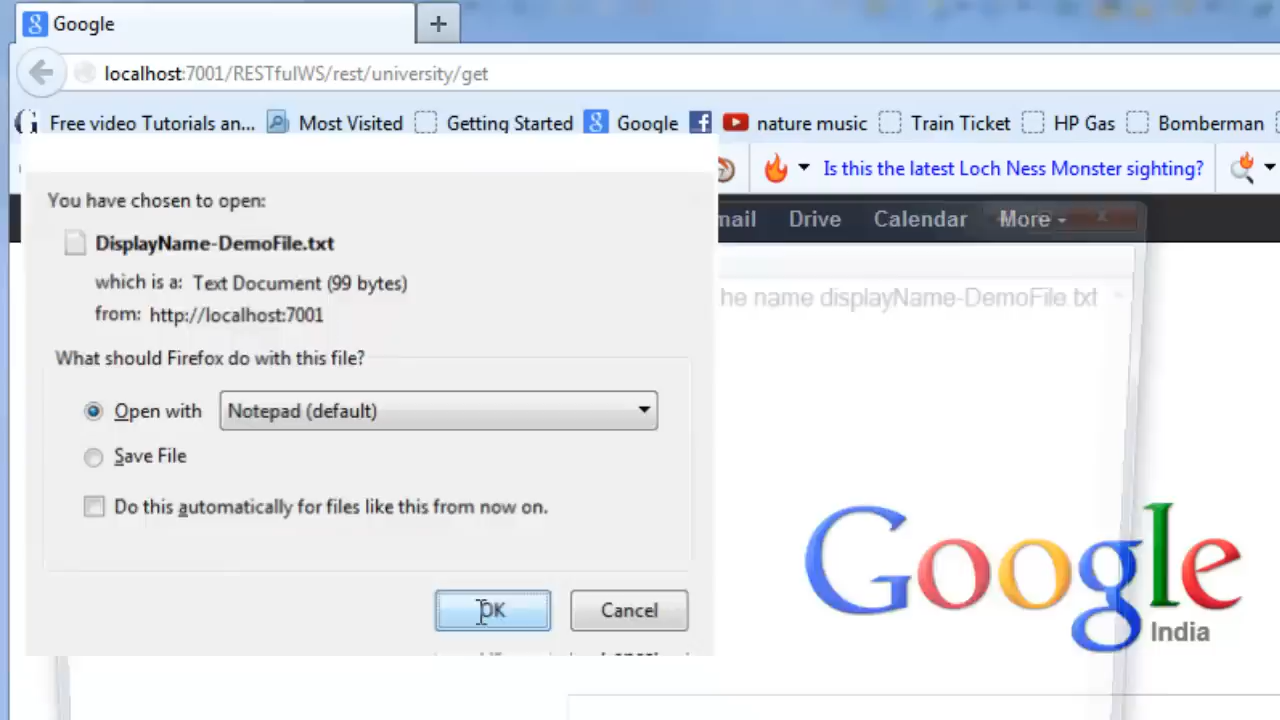 Google
localhost:7001/RESTfulWS/rest/university/get
Free video Tutorials an... Most Visited Getting Started Google nature music Train Ticket HP Gas Bomberman
Is this the latest Loch Ness Monster sighting?
mail Drive Calendar More
You have chosen to open:
DisplayName-DemoFile.txt
which is a: Text Document (99 bytes)
from: http://localhost:7001
he name displayName-DemoFile txt
What should Firefox do with this file?
Open with Notepad (default)
Save File
Do this automatically for files like this from now on.
OK Cancel
Google
India